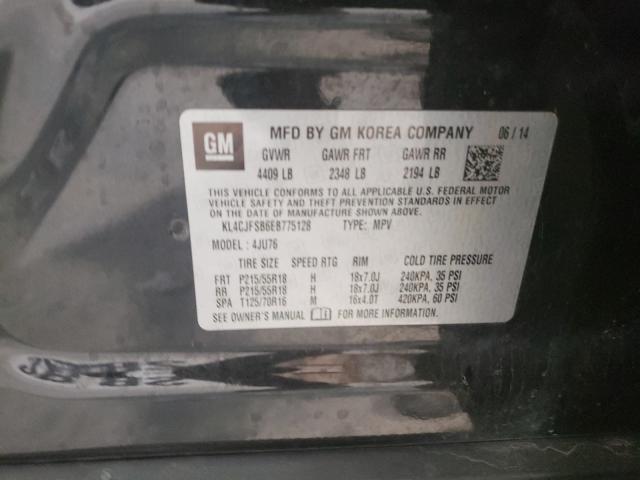 GM
MFD BY GM KOREA COMPANY 06/14
GVWR GAWR FRT GAWR RR
4409 LB 2348 LB 2194 LB
THIS VEHICLE CONFORMS TO ALL APPLICABLE U.S. FEDERAL MOTOR
VEHICLE SAFETY AND THEFT PREVENTION STANDARDS IN EFFECT
ON THE DATE OF MANUFACTURE SHOWN ABOVE.
KL4CJFSB6EB775128 TYPE: MPV
MODEL: 4JU76
TIRE SIZE SPEED RTG RIM COLD TIRE PRESSURE
FRT P215/55R18 H 18x7.0J 240KPA, 35 PSI
RR P215/55R18 H 18x7.0J 240KPA, 35 PSI
SPA T125/70R16 M 16x4.0T 420KPA, 60 PSI
SEE OWNER'S MANUAL FOR MORE INFORMATION.